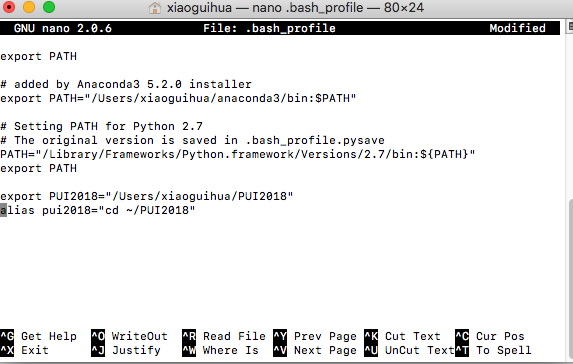 xiaoguihua — nano .bash_profile — 80×24
GNU nano 2.0.6 File: .bash_profile Modified
export PATH
# added by Anaconda3 5.2.0 installer
export PATH="/Users/xiaoguihua/anaconda3/bin:$PATH"
# Setting PATH for Python 2.7
# The original version is saved in .bash_profile.pysave
PATH="/Library/Frameworks/Python.framework/Versions/2.7/bin:${PATH}"
export PATH
export PUI2018="/Users/xiaoguihua/PUI2018"
alias pui2018="cd ~/PUI2018"
^G Get Help ^O WriteOut ^R Read File ^Y Prev Page ^K Cut Text ^C Cur Pos
^X Exit ^J Justify ^W Where Is ^V Next Page ^U UnCut Text ^T To Spell